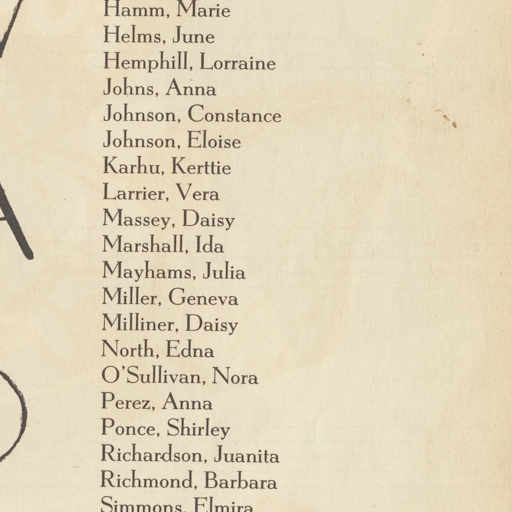 Hamm, Marie
Helms, June
Hemphill, Lorraine
Johns, Anna
Johnson, Constance
Johnson, Eloise
Karhu, Kerttie
Larrier, Vera
Massey, Daisy
Marshall, Ida
Mayhams, Julia
Miller, Geneva
Milliner, Daisy
North, Edna
O'Sullivan, Nora
Perez, Anna
Ponce, Shirley
Richardson, Juanita
Richmond, Barbara
Simmons, Elmira